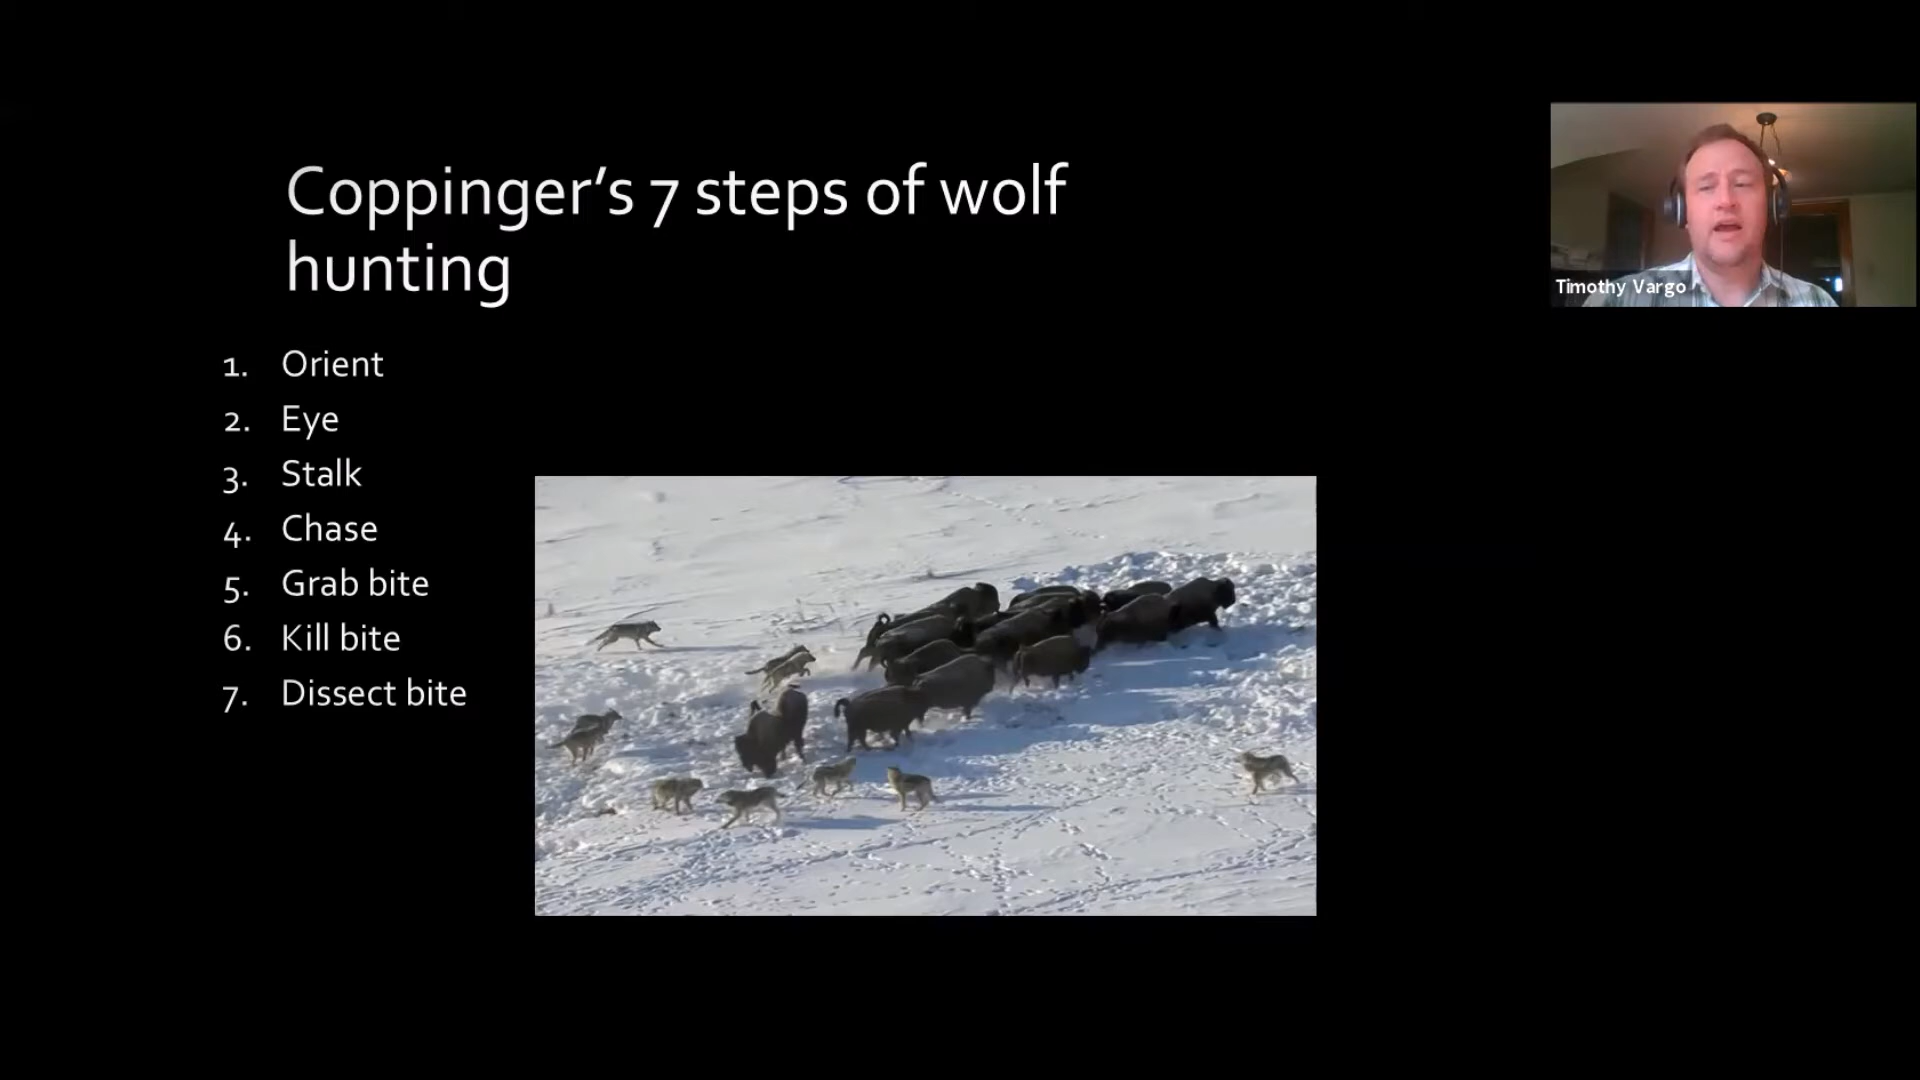 Coppinger’s 7 steps of wolf
hunting
1. Orient
2. Eye
3. Stalk
4. Chase
5. Grab bite
6. Kill bite
7. Dissect bite
Timothy Vargo